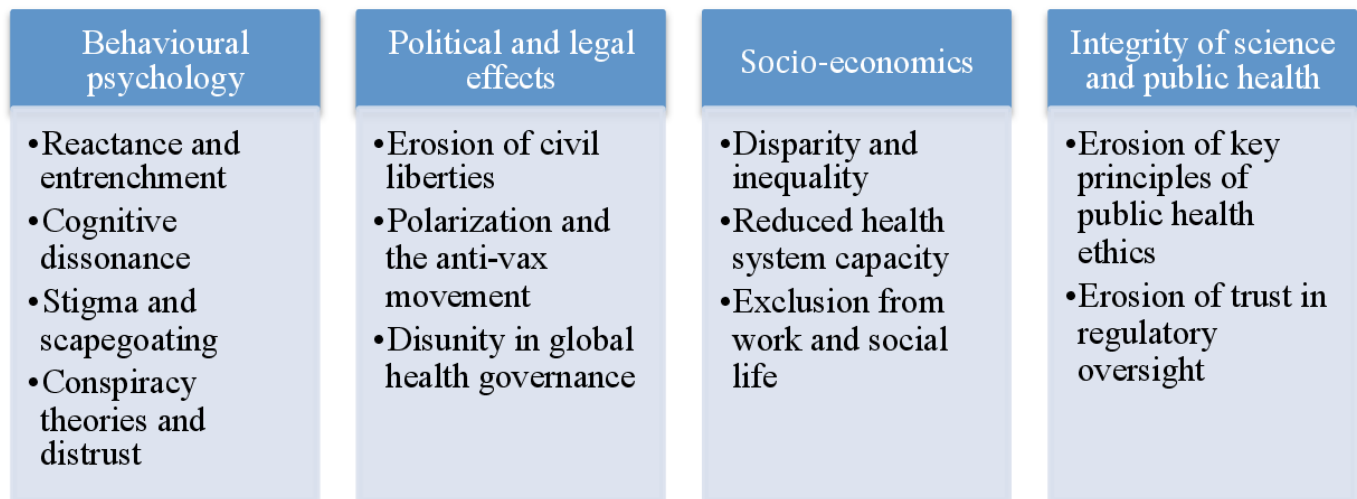 Behavioural
psychology
•Reactance and
entrenchment
•Cognitive
dissonance
•Stigma and
scapegoating
•Conspiracy
theories and
distrust
Political and legal
effects
•Erosion of civil
liberties
•Polarization and
the anti-vax
movement
•Disunity in global
health governance
Socio-economics
•Disparity and
inequality
•Reduced health
system capacity
•Exclusion from
work and social
life
Integrity of science
and public health
•Erosion of key
principles of
public health
ethics
•Erosion of trust in
regulatory
oversight